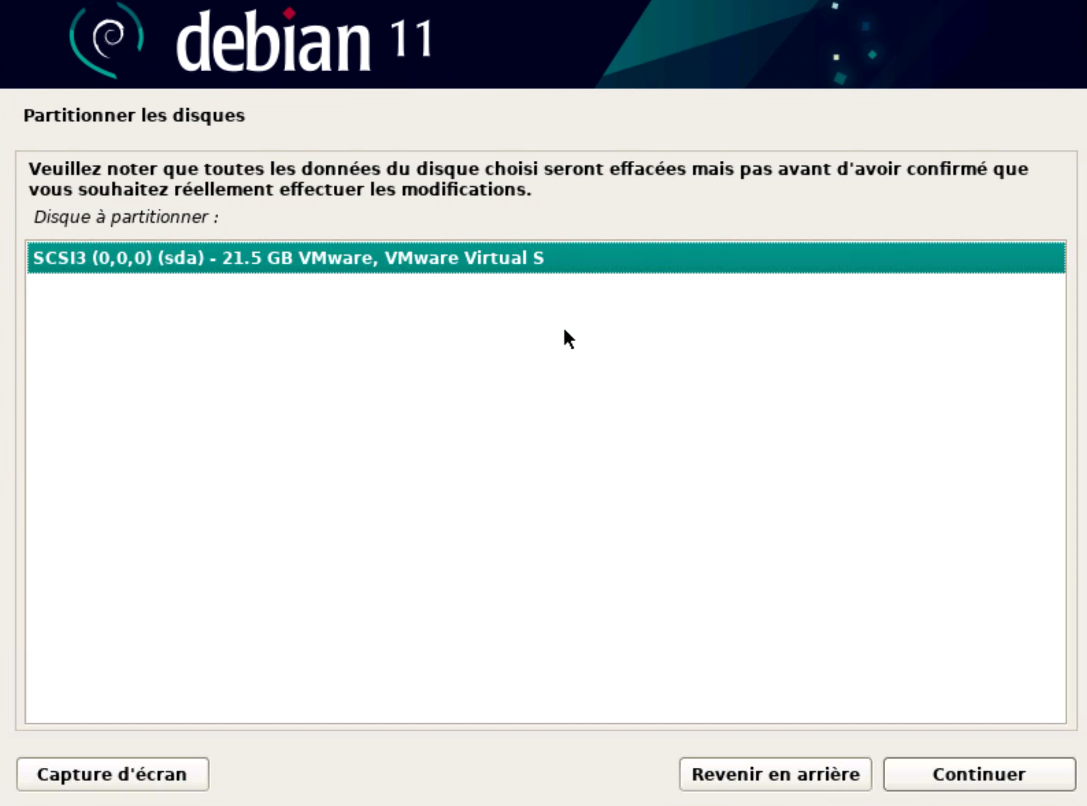 debian 11
Partitionner les disques
Veuillez noter que toutes les données du disque choisi seront effacées mais pas avant d'avoir confirmé que
vous souhaitez réellement effectuer les modifications.
Disque à partitionner :
SCSI3 (0,0,0) (sda) - 21.5 GB VMware, VMware Virtual S
Capture d'écran
Revenir en arrière
Continuer